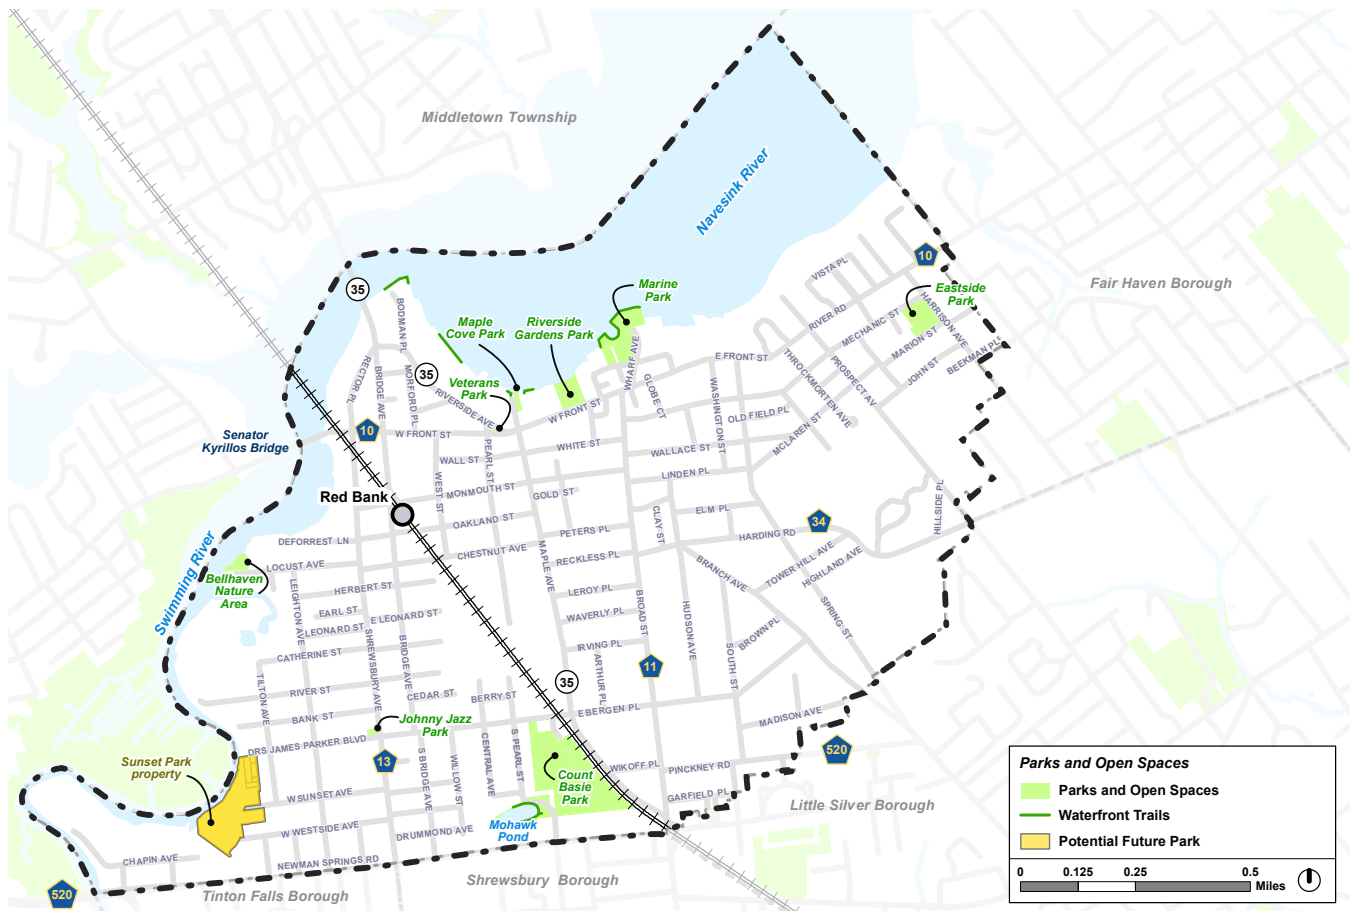 Middletown Township
Navesink River
Fair Haven Borough
10
VISTA PL
35
Marine
Park
Eastside
Park
RIVER RD
MECHANIC ST
HARRISON AVE
MARION ST
BEEKMAN PL
JOHN ST
BODMAN PL
Maple
Cove Park
Riverside
Gardens Park
E FRONT ST
WHARF AVE
THROCKMORTEN AVE
PROSPECT AV
35
RECTOR PL
BRIDGE AVE
MORFORD PL
Veterans
Park
RIVERSIDE AVE
W FRONT ST
GLOBE CT
WASHINGTON ST
OLD FIELD PL
MCLAREN ST
Senator
Kyrillos Bridge
10
W FRONT ST
PEARL ST
WHITE ST
WALLACE ST
WALL ST
LINDEN PL
WEST ST
MONMOUTH ST
GOLD ST
Red Bank
HILLSIDE PL
ELM PL
CLAY ST
34
OAKLAND ST
PETERS PL
HARDING RD
Swimming River
DEFORREST LN
CHESTNUT AVE
MAPLE AVE
RECKLESS PL
BRANCH AVE
TOWER HILL AVE
HIGHLAND AVE
LOCUST AVE
Bellhaven
Nature
Area
LEIGHTON AVE
HERBERT ST
LEROY PL
EARL ST
E LEONARD ST
LEONARD ST
WAVERLY PL
BROAD ST
HUDSON AVE
SPRING ST
BROWN PL
SHREWSBURY AVE
BRIDGE AVE
CATHERINE ST
IRVING PL
SOUTH ST
ARTHUR PL
11
TILTON AVE
RIVER ST
CEDAR ST
BERRY ST
35
E BERGEN PL
BANK ST
Johnny Jazz
Park
MADISON AVE
DRS JAMES PARKER BLVD
S PEARL ST
CENTRAL AVE
WILLOW ST
S BRIDGE AVE
13
520
Sunset Park
property
WIKOFF PL
PINCKNEY RD
Count
Basie
Park
W SUNSET AVE
GARFIELD PL
Little Silver Borough
Mohawk
Pond
W WESTSIDE AVE
DRUMMOND AVE
CHAPIN AVE
NEWMAN SPRINGS RD
Shrewsbury Borough
520
Tinton Falls Borough
Parks and Open Spaces
Parks and Open Spaces
Waterfront Trails
Potential Future Park
0 0.125 0.25 0.5
Miles